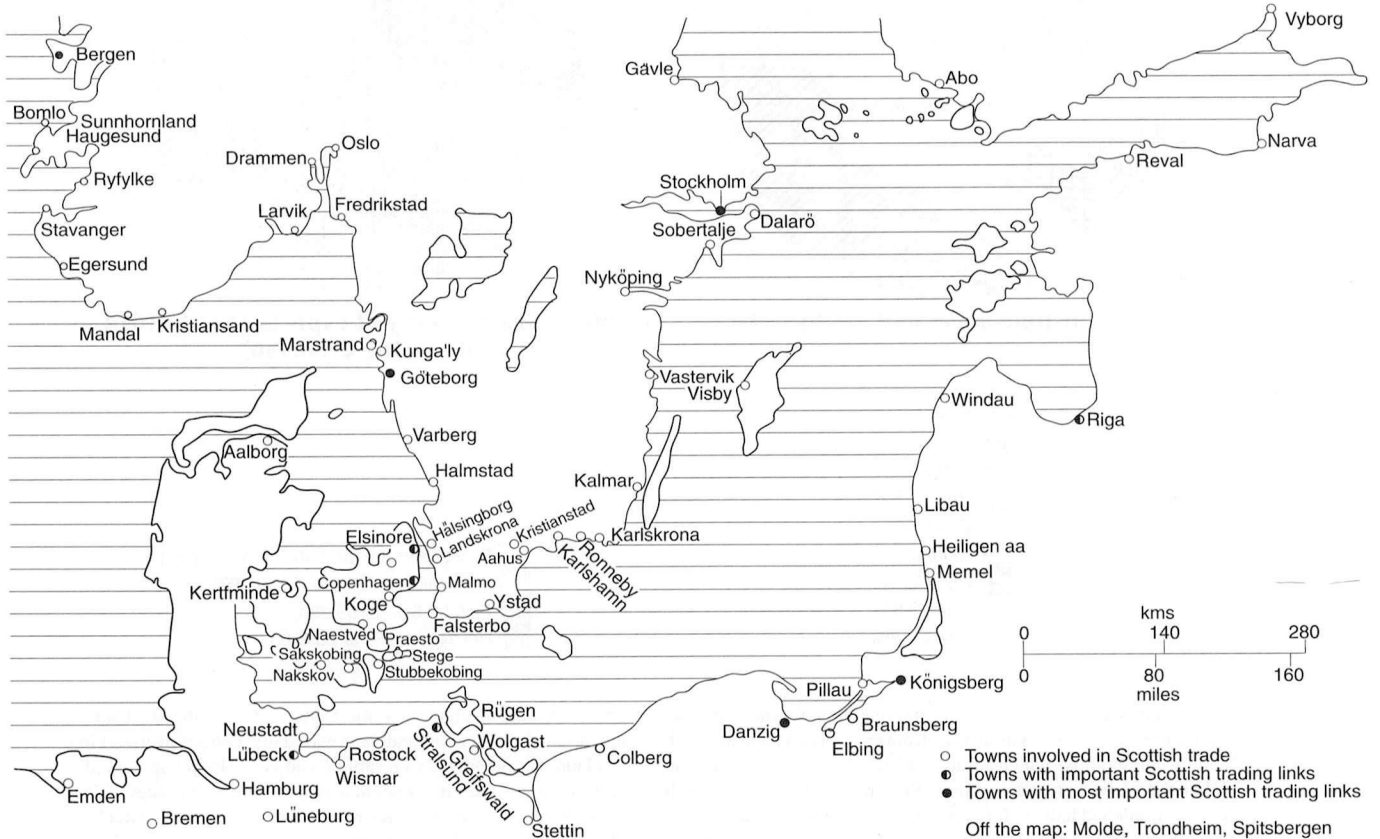 Vyborg
Bergen
Gävle
Abo
Bomlo
Sunnhornland
Haugesund
Oslo
Narva
Drammen
Reval
Ryfylke
Stockholm
Larvik
Fredrikstad
Dalarö
Stavanger
Sobertalje
Egersund
Nyköping
Mandal
Kristiansand
Marstrand
Kunga'ly
Göteborg
Vastervik
Visby
Windau
Riga
Varberg
Aalborg
Halmstad
Kalmar
Libau
Hälsingborg
Landskrona
Kristianstad
Elsinore
Aahus
Karlskrona
Ronneby
Karlshamn
Heiligen aa
Memel
Copenhagen
Malmo
Kertfminde
Koge
Ystad
Falsterbo
Naestved
Praesto
Sakskobing
Stege
Nakskov
Stubbekobing
kms
0 140 280
0 80 160
miles
Pillau
Königsberg
Rügen
Danzig
Braunsberg
Elbing
Neustadt
Lübeck
Rostock
Wolgast
Wismar
Stralsund
Greifswald
Colberg
Emden
Hamburg
Bremen
Lüneburg
Stettin
Towns involved in Scottish trade
Towns with important Scottish trading links
Towns with most important Scottish trading links
Off the map: Molde, Trondheim, Spitsbergen